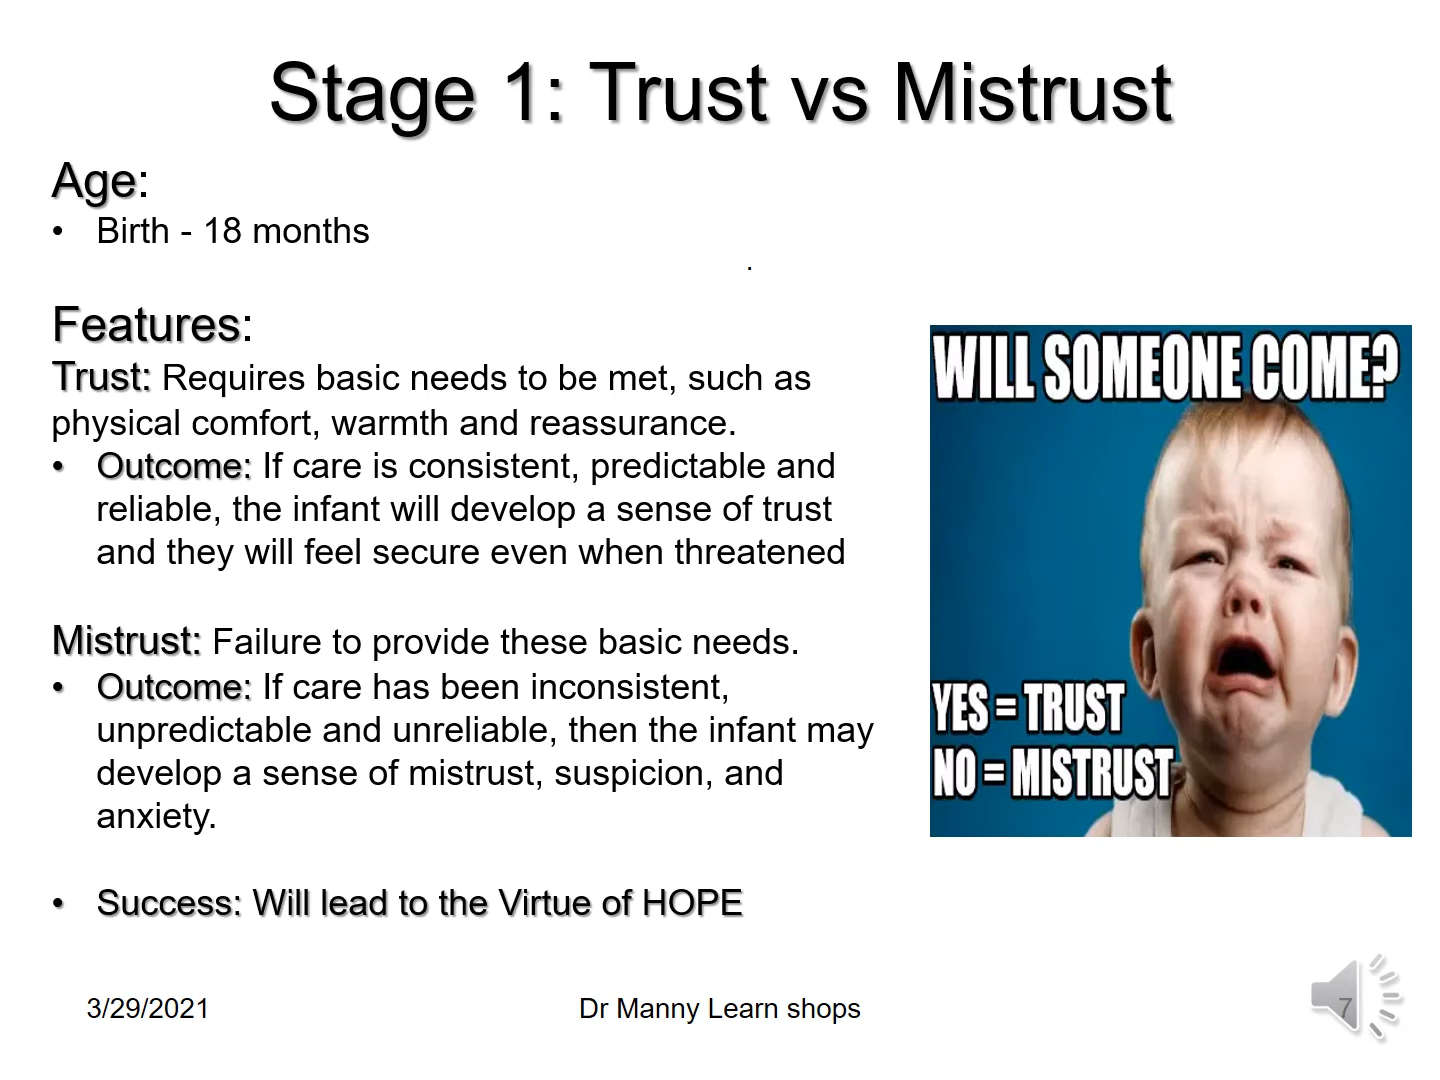 Stage 1: Trust vs Mistrust
Age:
• Birth - 18 months
.
Features:
Trust: Requires basic needs to be met, such as
physical comfort, warmth and reassurance.
• Outcome: If care is consistent, predictable and
reliable, the infant will develop a sense of trust
and they will feel secure even when threatened
Mistrust: Failure to provide these basic needs.
• Outcome: If care has been inconsistent,
unpredictable and unreliable, then the infant may
develop a sense of mistrust, suspicion, and
anxiety.
• Success: Will lead to the Virtue of HOPE
WILL SOMEONE COME?
YES = TRUST
NO = MISTRUST
3/29/2021
Dr Manny Learn shops
7